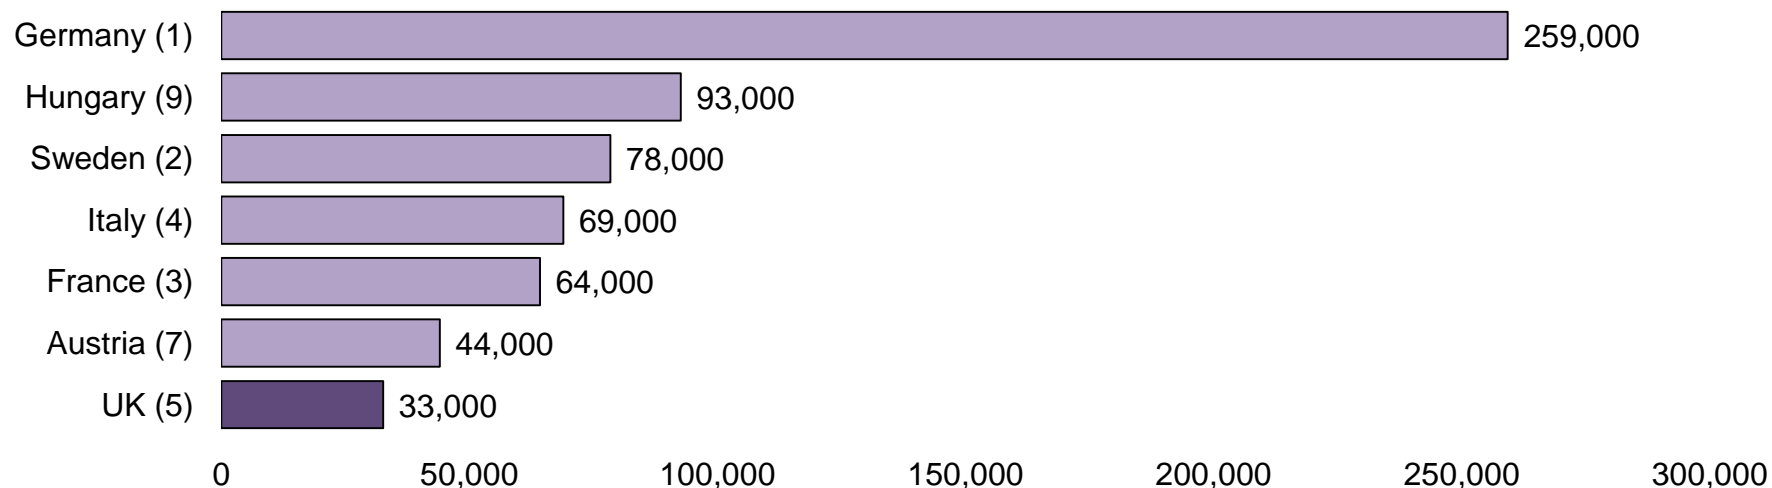 Germany (1) 259,000
Hungary (9) 93,000
Sweden (2) 78,000
Italy (4) 69,000
France (3) 64,000
Austria (7) 44,000
UK (5) 33,000
0 50,000 100,000 150,000 200,000 250,000 300,000